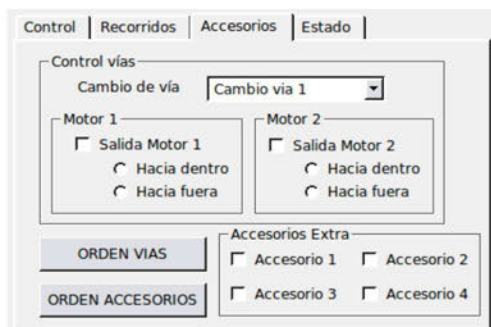 Control Recorridos Accesorios Estado
Control vías
Cambio de vía Cambio via 1
Motor 1 Motor 2
Salida Motor 1 Salida Motor 2
Hacia dentro Hacia dentro
Hacia fuera Hacia fuera
ORDEN VIAS
Accesorios Extra
Accesorio 1 Accesorio 2
ORDEN ACCESORIOS
Accesorio 3 Accesorio 4